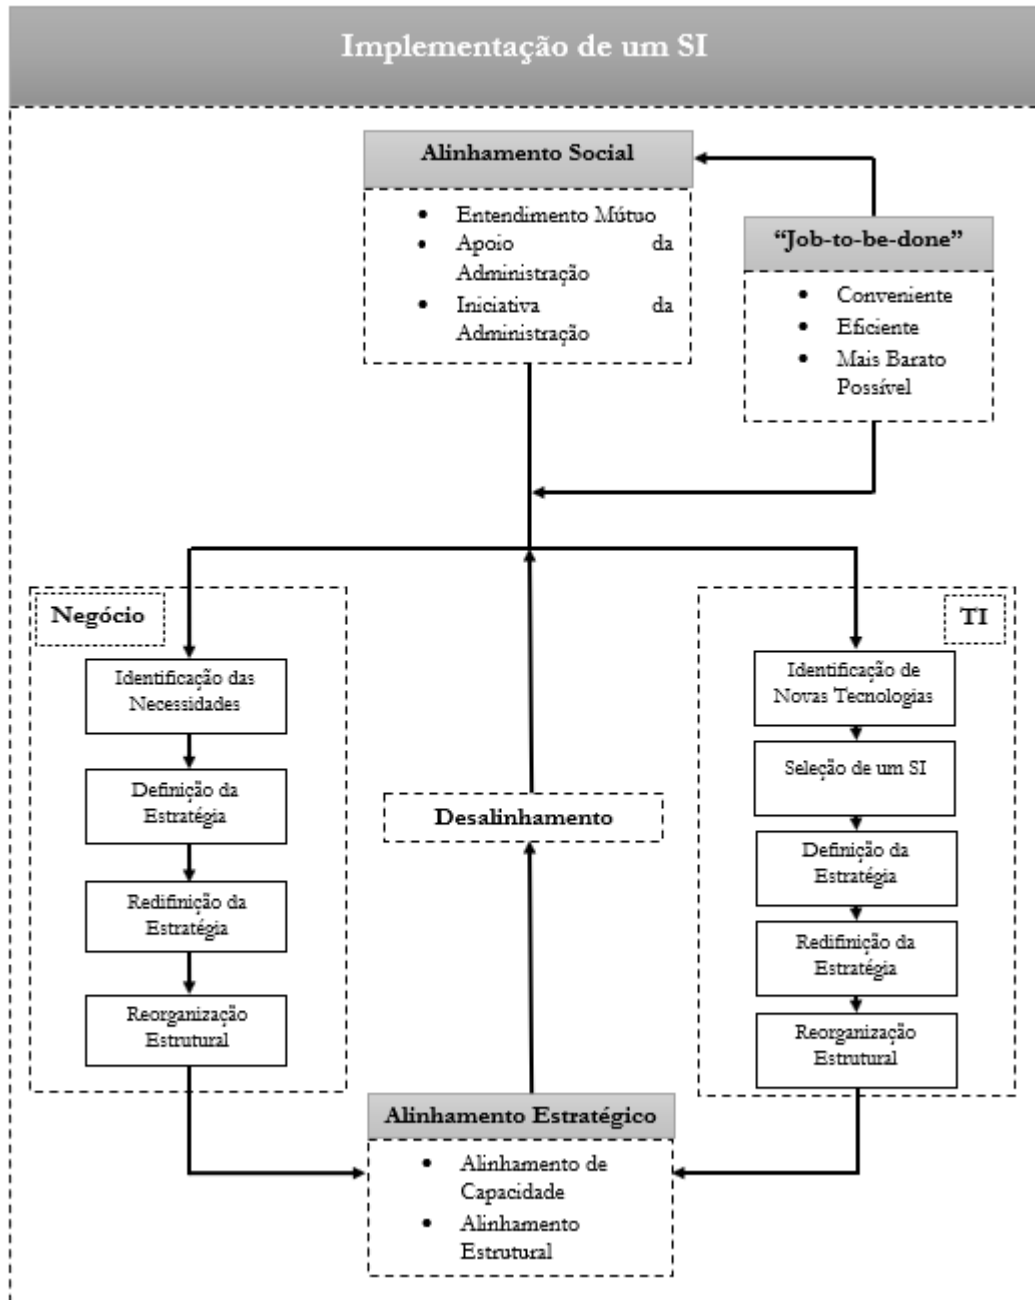 Implementação de um SI
Alinhamento Social
• Entendimento Mútuo
• Apoio da
Administração
• Iniciativa da
Administração
“Job-to-be-done”
• Conveniente
• Eficiente
• Mais Barato
Possível
Negócio
Identificação das
Necessidades
Definição da
Estratégia
Redifinição da
Estratégia
Reorganização
Estrutural
Desalinhamento
TI
Identificação de
Novas Tecnologias
Seleção de um SI
Definição da
Estratégia
Redifinição da
Estratégia
Reorganização
Estrutural
Alinhamento Estratégico
• Alinhamento de
Capacidade
• Alinhamento
Estrutural